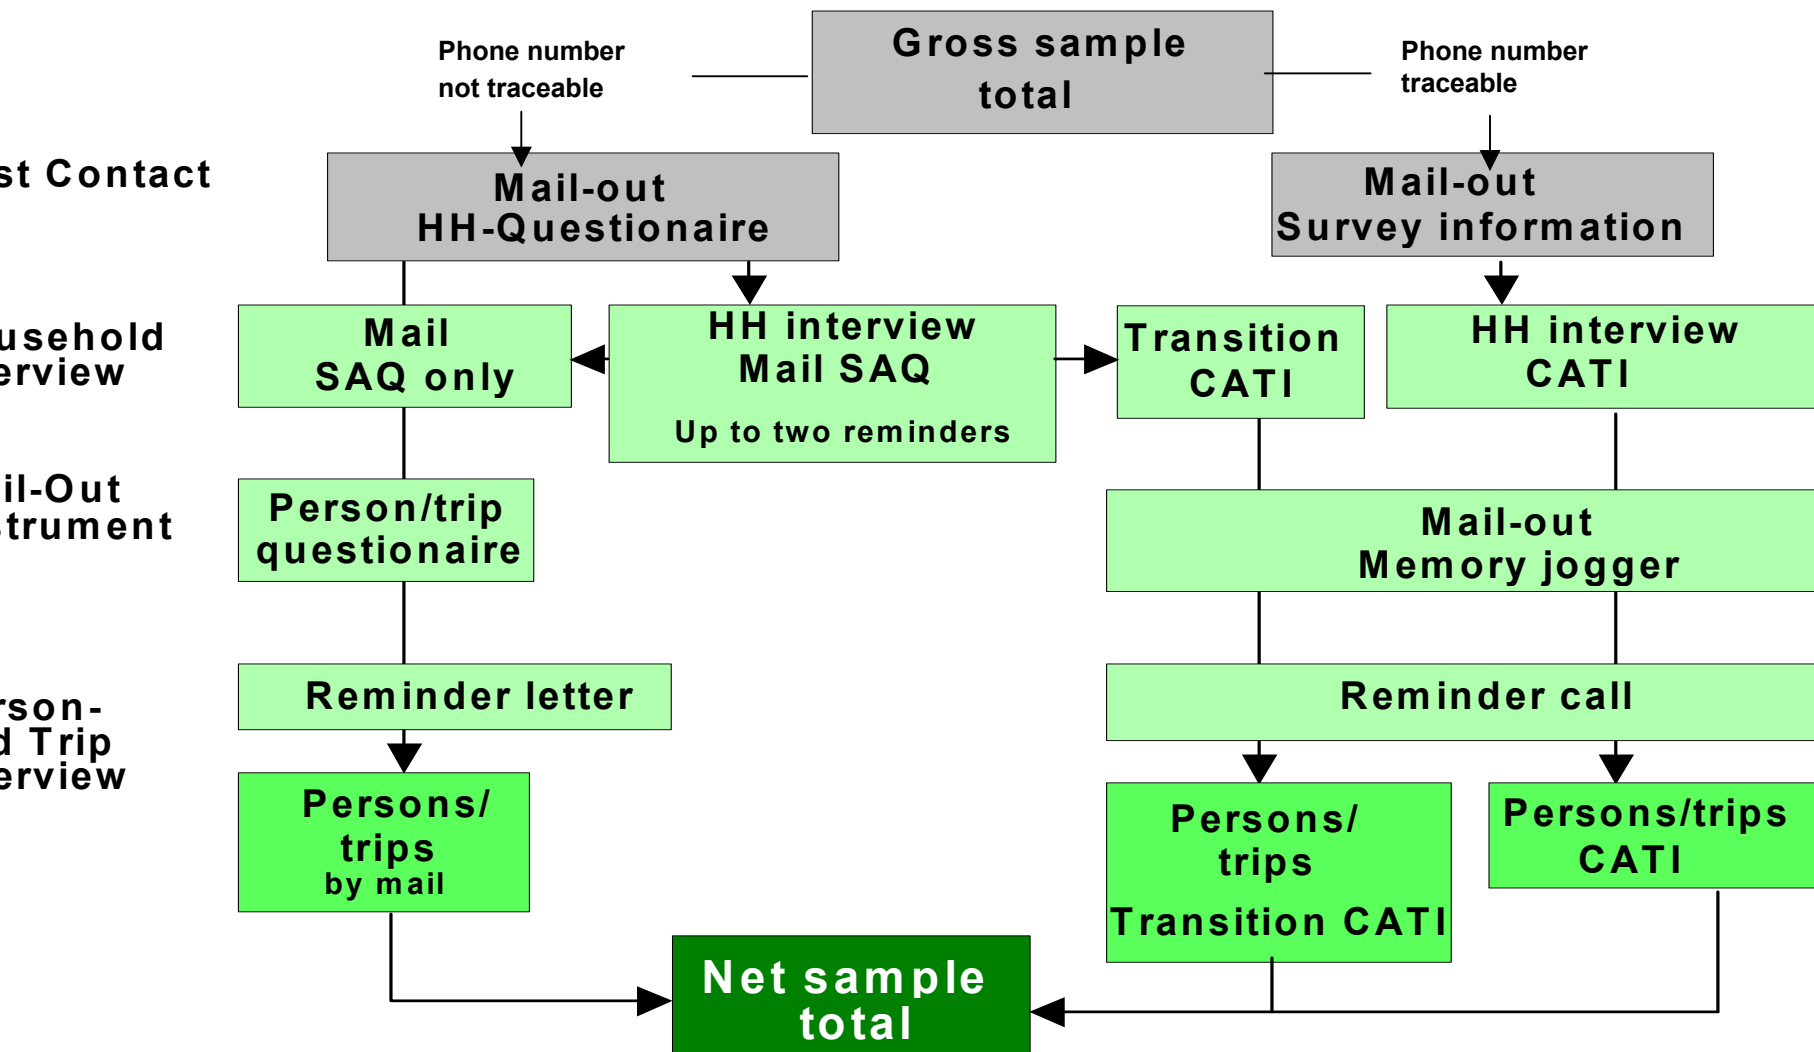 Gross sample
total
Phone number
not traceable
Phone number
traceable
st Contact
Mail-out
HH-Questionaire
Mail-out
Survey information
usehold
erview
Mail
SAQ only
HH interview
Mail SAQ
Up to two reminders
Transition
CATI
HH interview
CATI
il-Out
strument
Person/trip
questionaire
Mail-out
Memory jogger
rson-
d Trip
erview
Reminder letter
Reminder call
Persons/
trips
by mail
Persons/
trips
Transition CATI
Persons/trips
CATI
Net sample
total